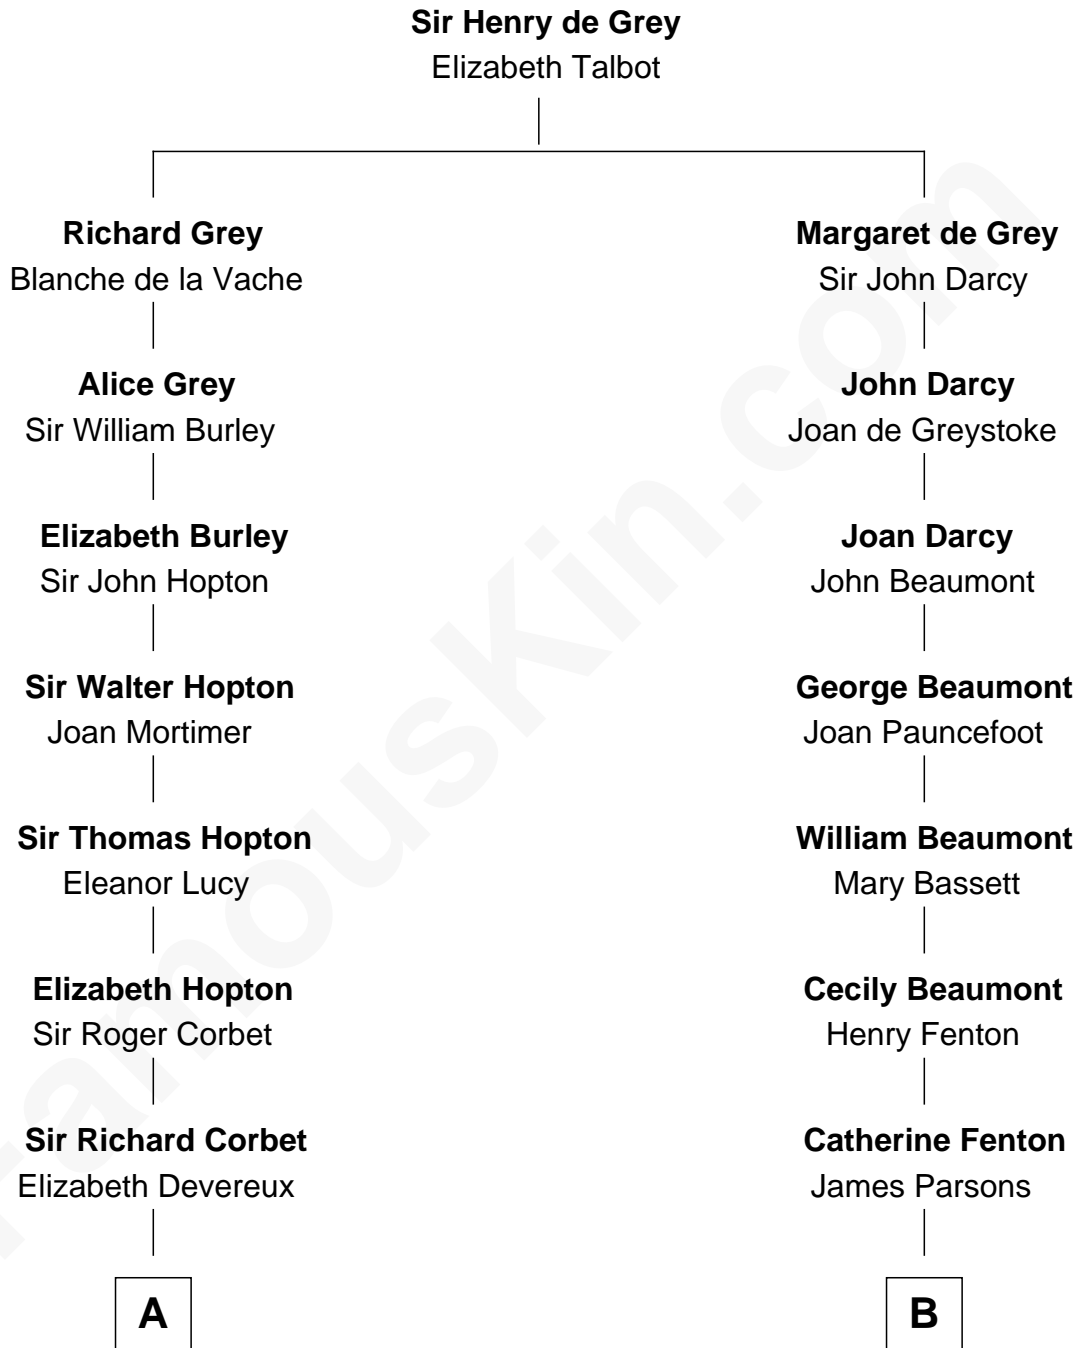 Sir Henry de Grey
Elizabeth Talbot
Richard Grey
Blanche de la Vache
Margaret de Grey
Sir John Darcy
Alice Grey
Sir William Burley
John Darcy
Joan de Greystoke
Elizabeth Burley
Sir John Hopton
Joan Darcy
John Beaumont
Sir Walter Hopton
Joan Mortimer
George Beaumont
Joan Pauncefoot
Sir Thomas Hopton
Eleanor Lucy
William Beaumont
Mary Bassett
Elizabeth Hopton
Sir Roger Corbet
Cecily Beaumont
Henry Fenton
Sir Richard Corbet
Elizabeth Devereux
Catherine Fenton
James Parsons
A
B
FamousKin.com